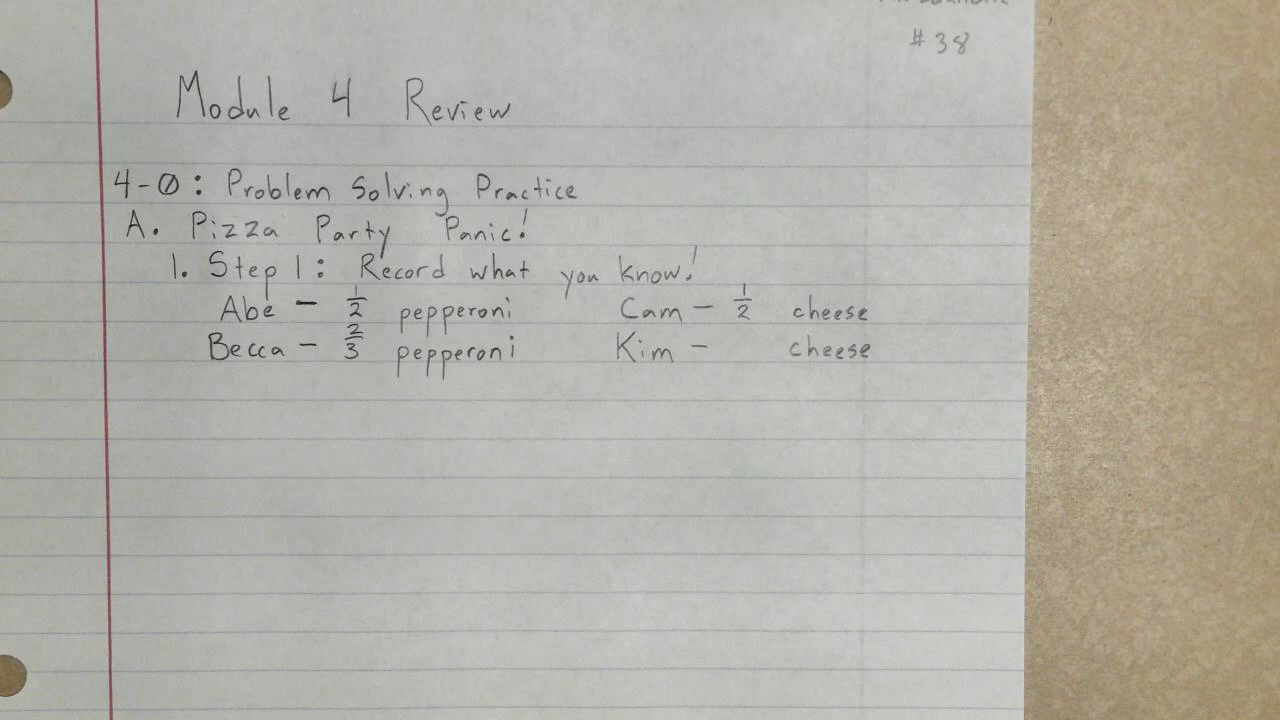 # 38
Module 4 Review
4-0: Problem Solving Practice
A. Pizza Party Panic!
1. Step 1: Record what you know!
Abe - 1/2 pepperoni Cam - 1/2 cheese
Becca - 2/3 pepperoni Kim - cheese